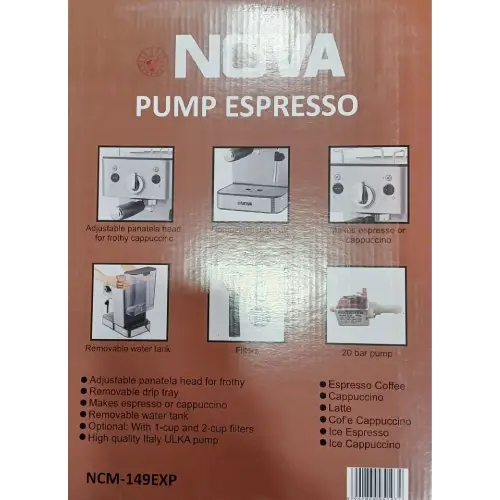 NOVA
PUMP ESPRESSO
NOVA
Adjustable panatela head
for frothy cappuccino
Makes espresso or
cappuccino
Removable water tank
Filters
20 bar pump
Adjustable panatela head for frothy
Removable drip tray
Makes espresso or cappuccino
Removable water tank
Optional: With 1-cup and 2-cup filters
High quality Italy ULKA pump
Espresso Coffee
Cappuccino
Latte
Cof'e Cappuccino
Ice Espresso
Ice Cappuccino
NCM-149EXP